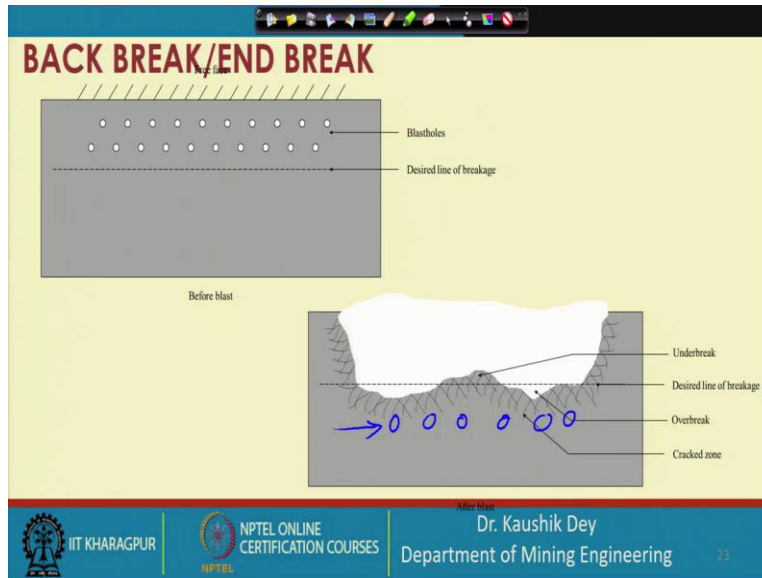 BACK BREAK/END BREAK
Free face
Blastholes
Desired line of breakage
Before blast
Underbreak
Desired line of breakage
Overbreak
Cracked zone
After blast
IIT KHARAGPUR
NPTEL
NPTEL ONLINE
CERTIFICATION COURSES
Dr. Kaushik Dey
Department of Mining Engineering
23